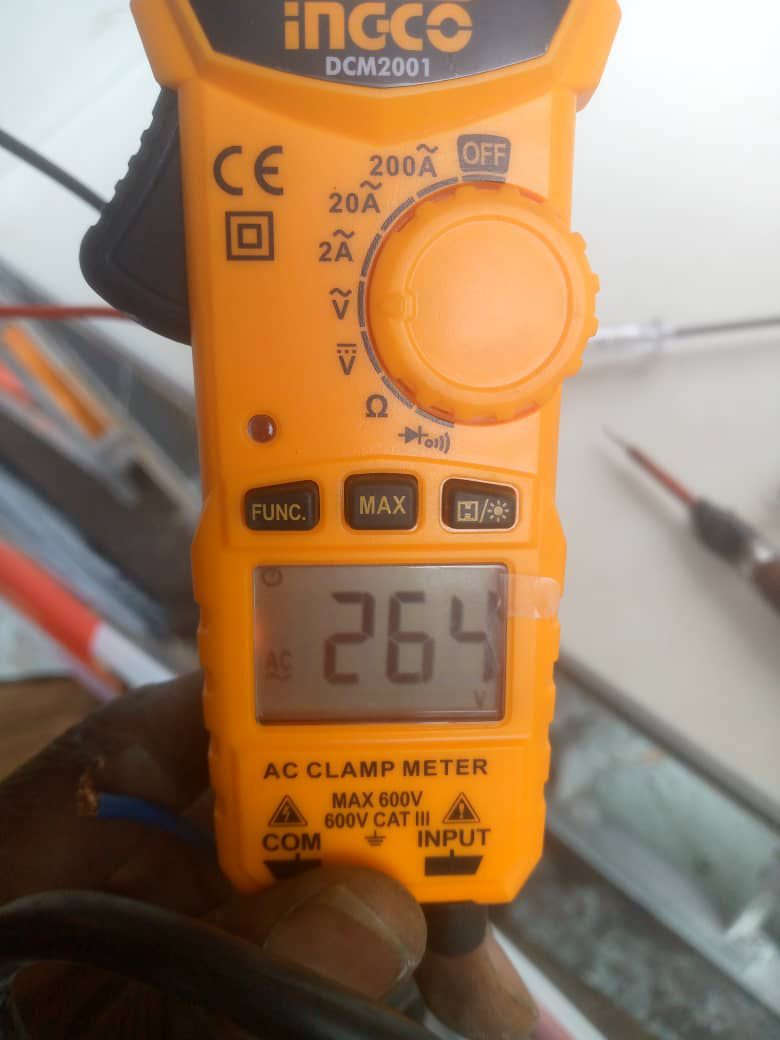 INGCO
DCM2001
OFF
200A
20A
2A
V
V
Ω
CE
FUNC.
MAX
H/
AC
264
V
AC CLAMP METER
MAX 600V
600V CAT III
COM
INPUT